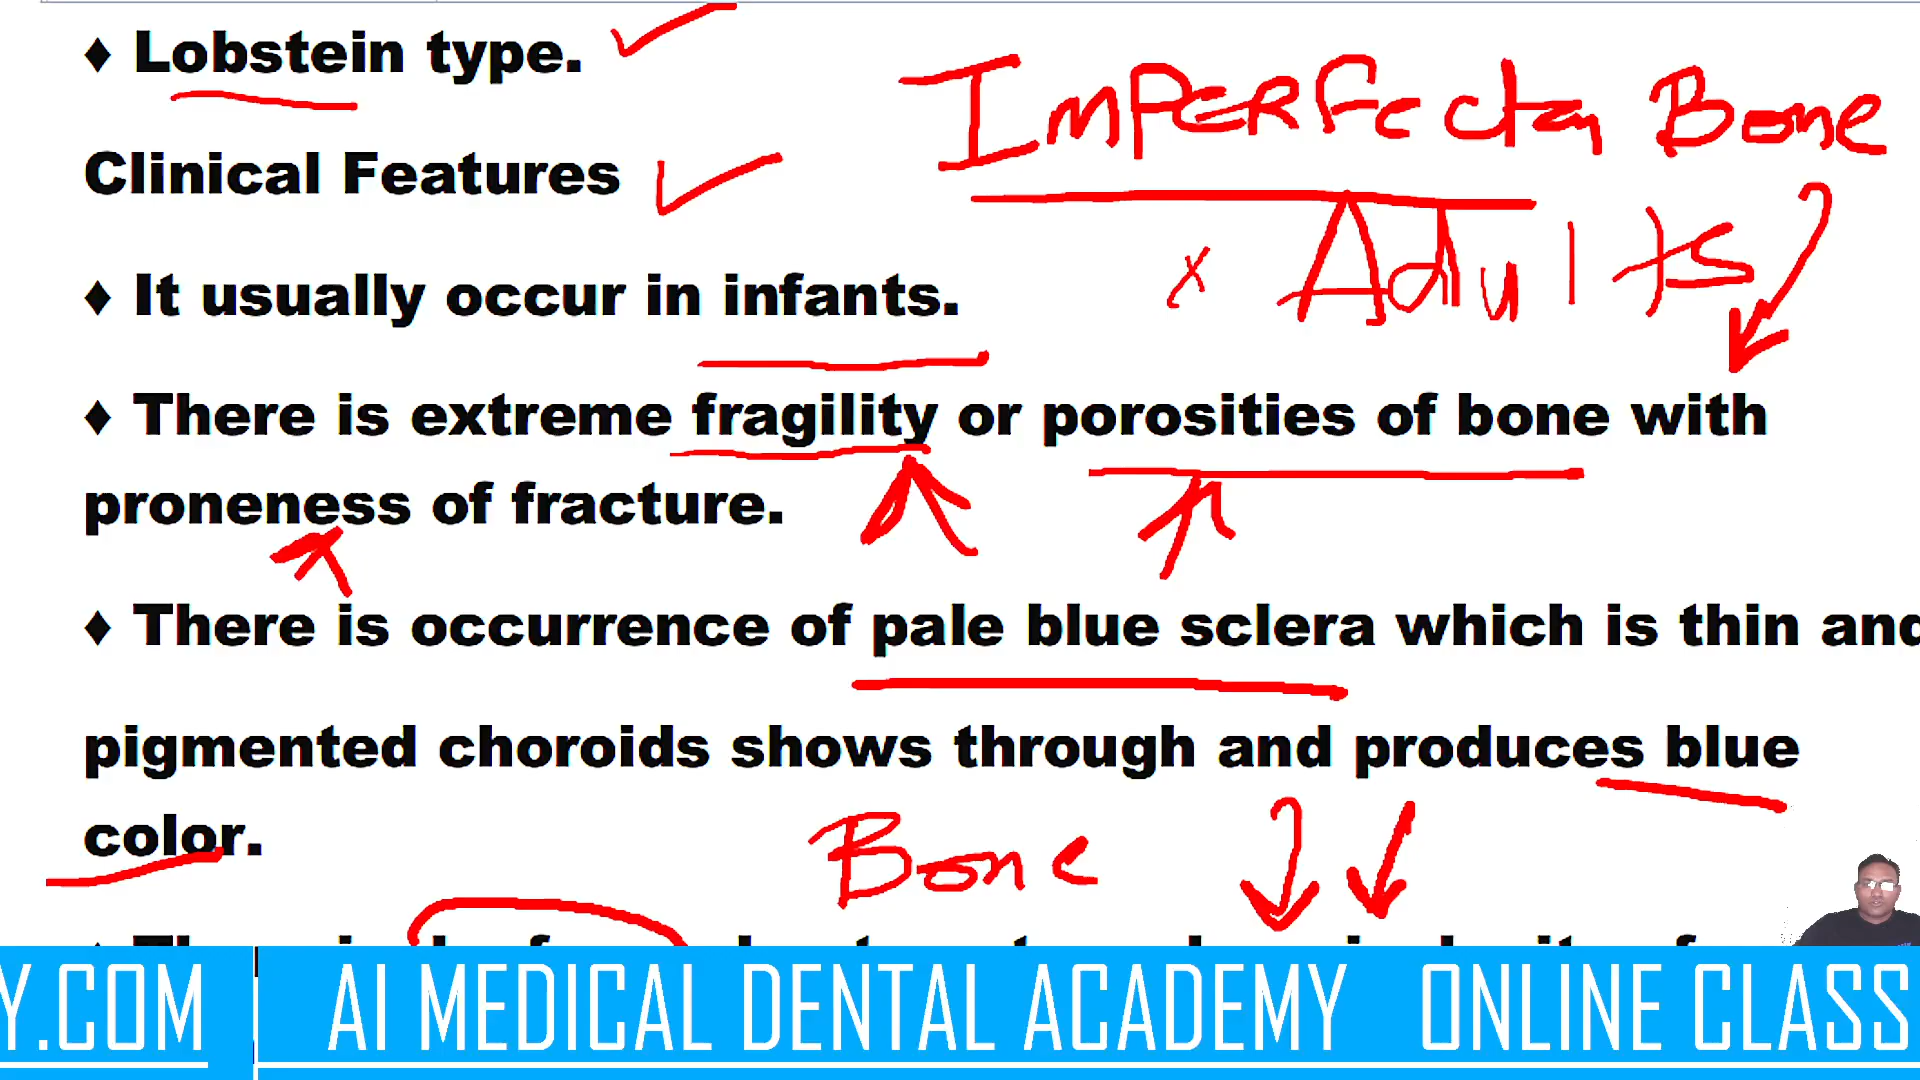 ♦ Lobstein type.
ImPERFectan Bone
Clinical Features
x Adults
♦ It usually occur in infants.
♦ There is extreme fragility or porosities of bone with
proneness of fracture.
♦ There is occurrence of pale blue sclera which is thin and
pigmented choroids shows through and produces blue
color.
Bone
Y.COM AI MEDICAL DENTAL ACADEMY ONLINE CLASS